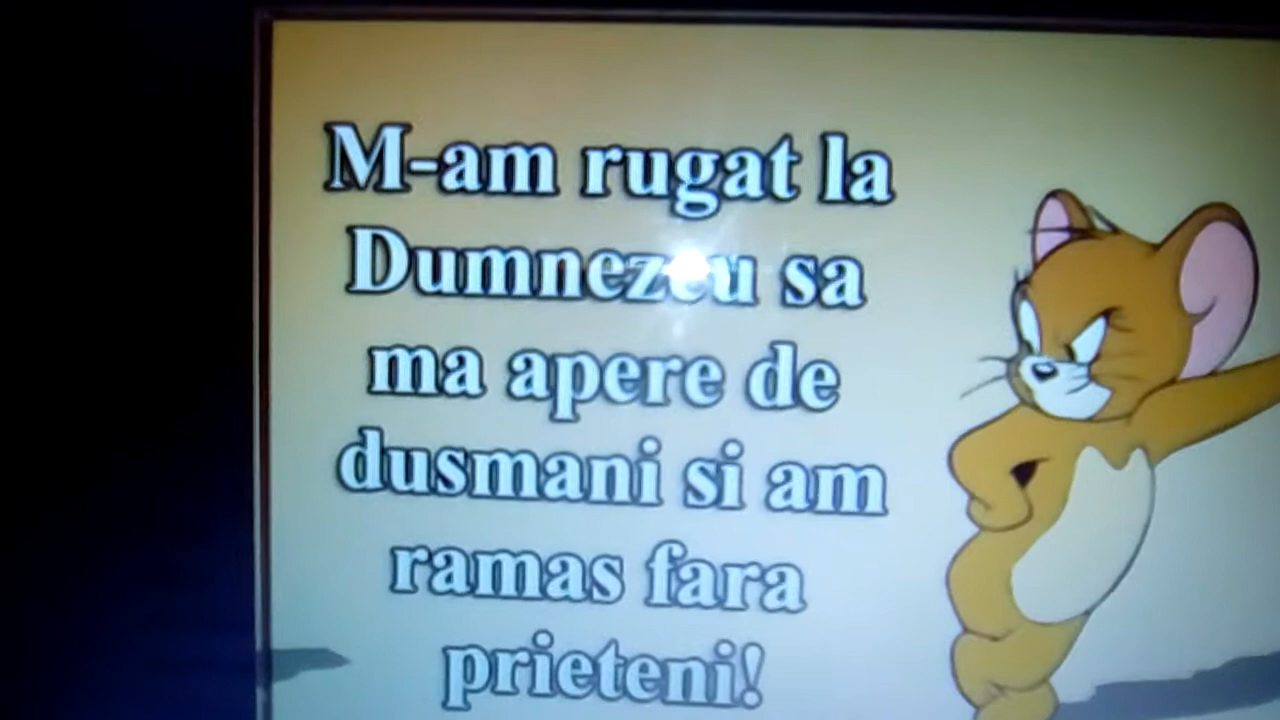 M-am rugat la
Dumnezeu sa
ma apere de
dusmani si am
ramas fara
prieteni!